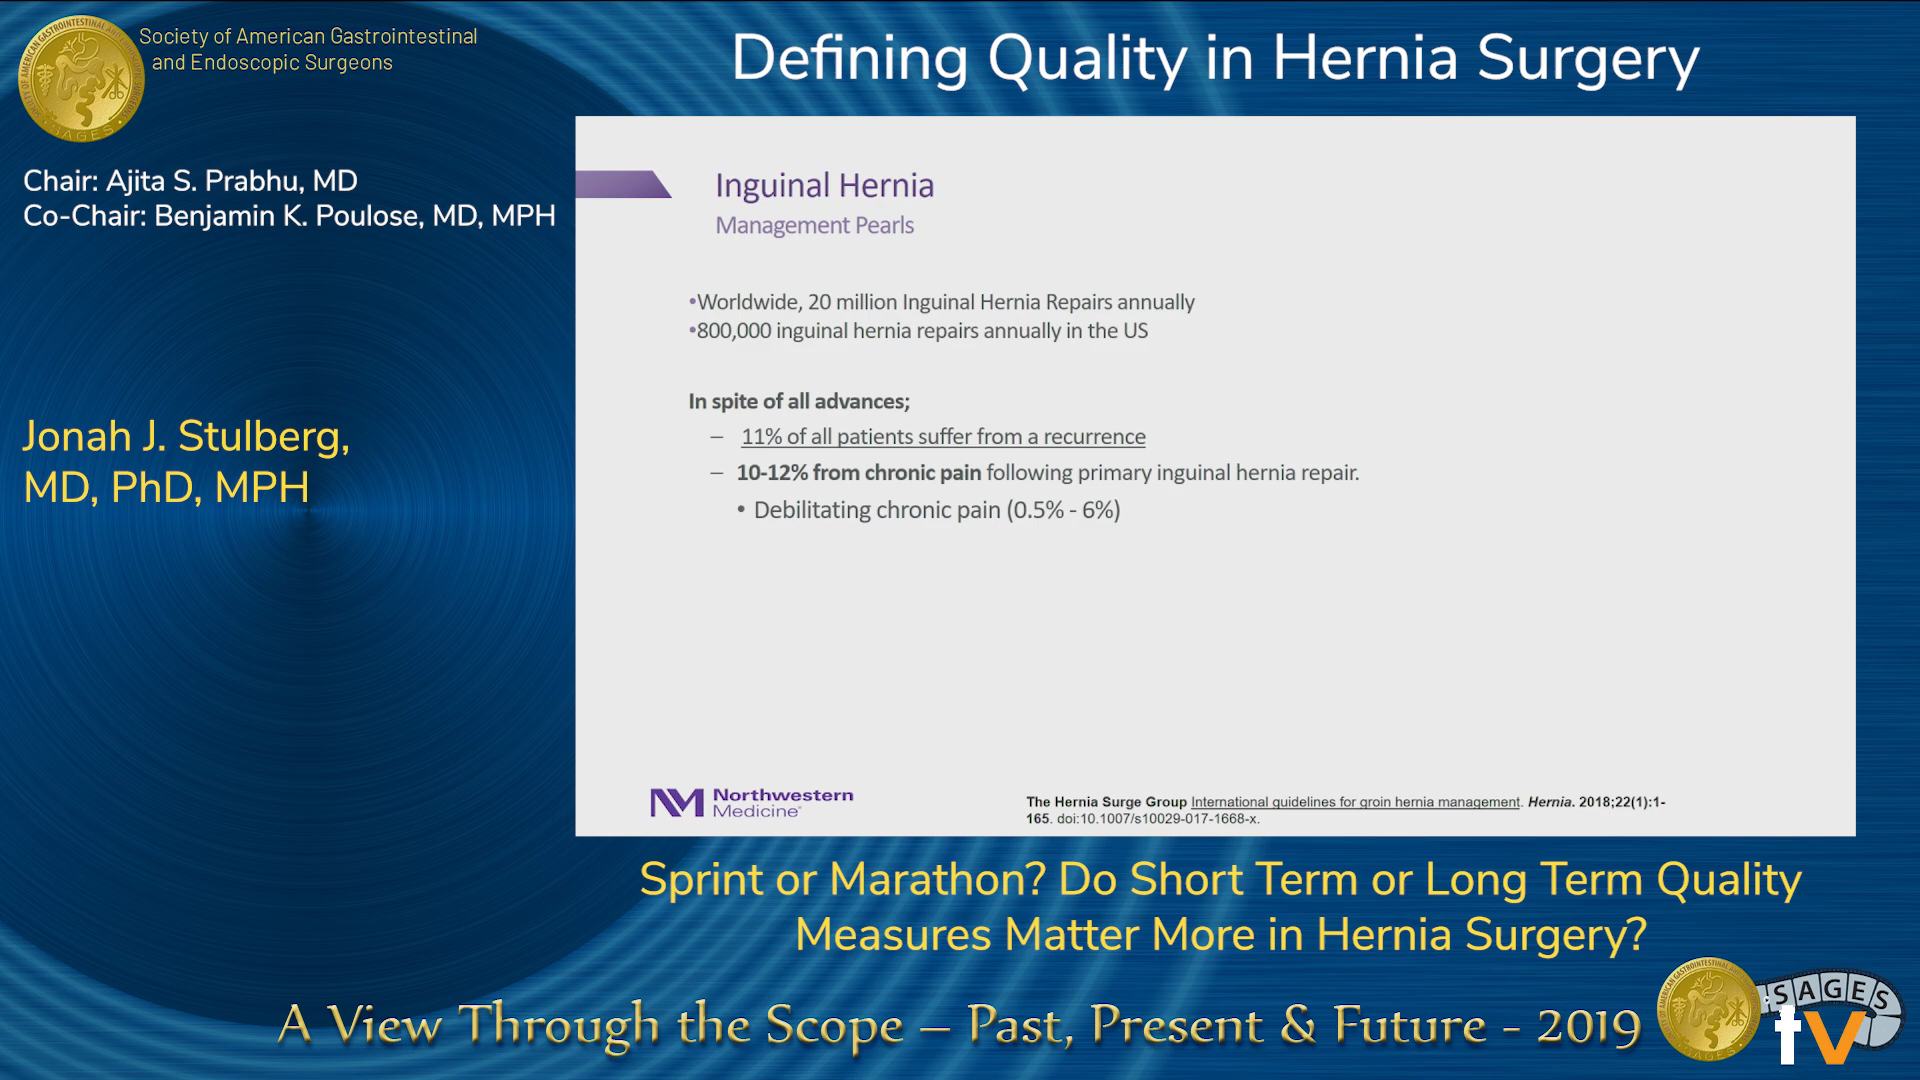 Society of American Gastrointestinal
and Endoscopic Surgeons
Defining Quality in Hernia Surgery
Chair: Ajita S. Prabhu, MD
Co-Chair: Benjamin K. Poulose, MD, MPH
Jonah J. Stulberg,
MD, PhD, MPH
Inguinal Hernia
Management Pearls
•Worldwide, 20 million Inguinal Hernia Repairs annually
•800,000 inguinal hernia repairs annually in the US
In spite of all advances;
– 11% of all patients suffer from a recurrence
– 10-12% from chronic pain following primary inguinal hernia repair.
• Debilitating chronic pain (0.5% - 6%)
Northwestern
Medicine
The Hernia Surge Group International guidelines for groin hernia management. Hernia. 2018;22(1):1-
165. doi:10.1007/s10029-017-1668-x.
Sprint or Marathon? Do Short Term or Long Term Quality
Measures Matter More in Hernia Surgery?
A View Through the Scope – Past, Present & Future - 2019
SAGES
tv